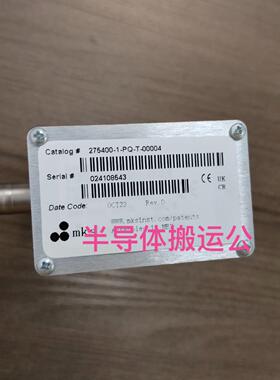 Catalog # 275400-1-PQ-T-00004
Serial # 024108543
CE UK
CA
Date Code: OCT22 Rev.D
www.mksinst.com/patents
mks
半导体搬运公